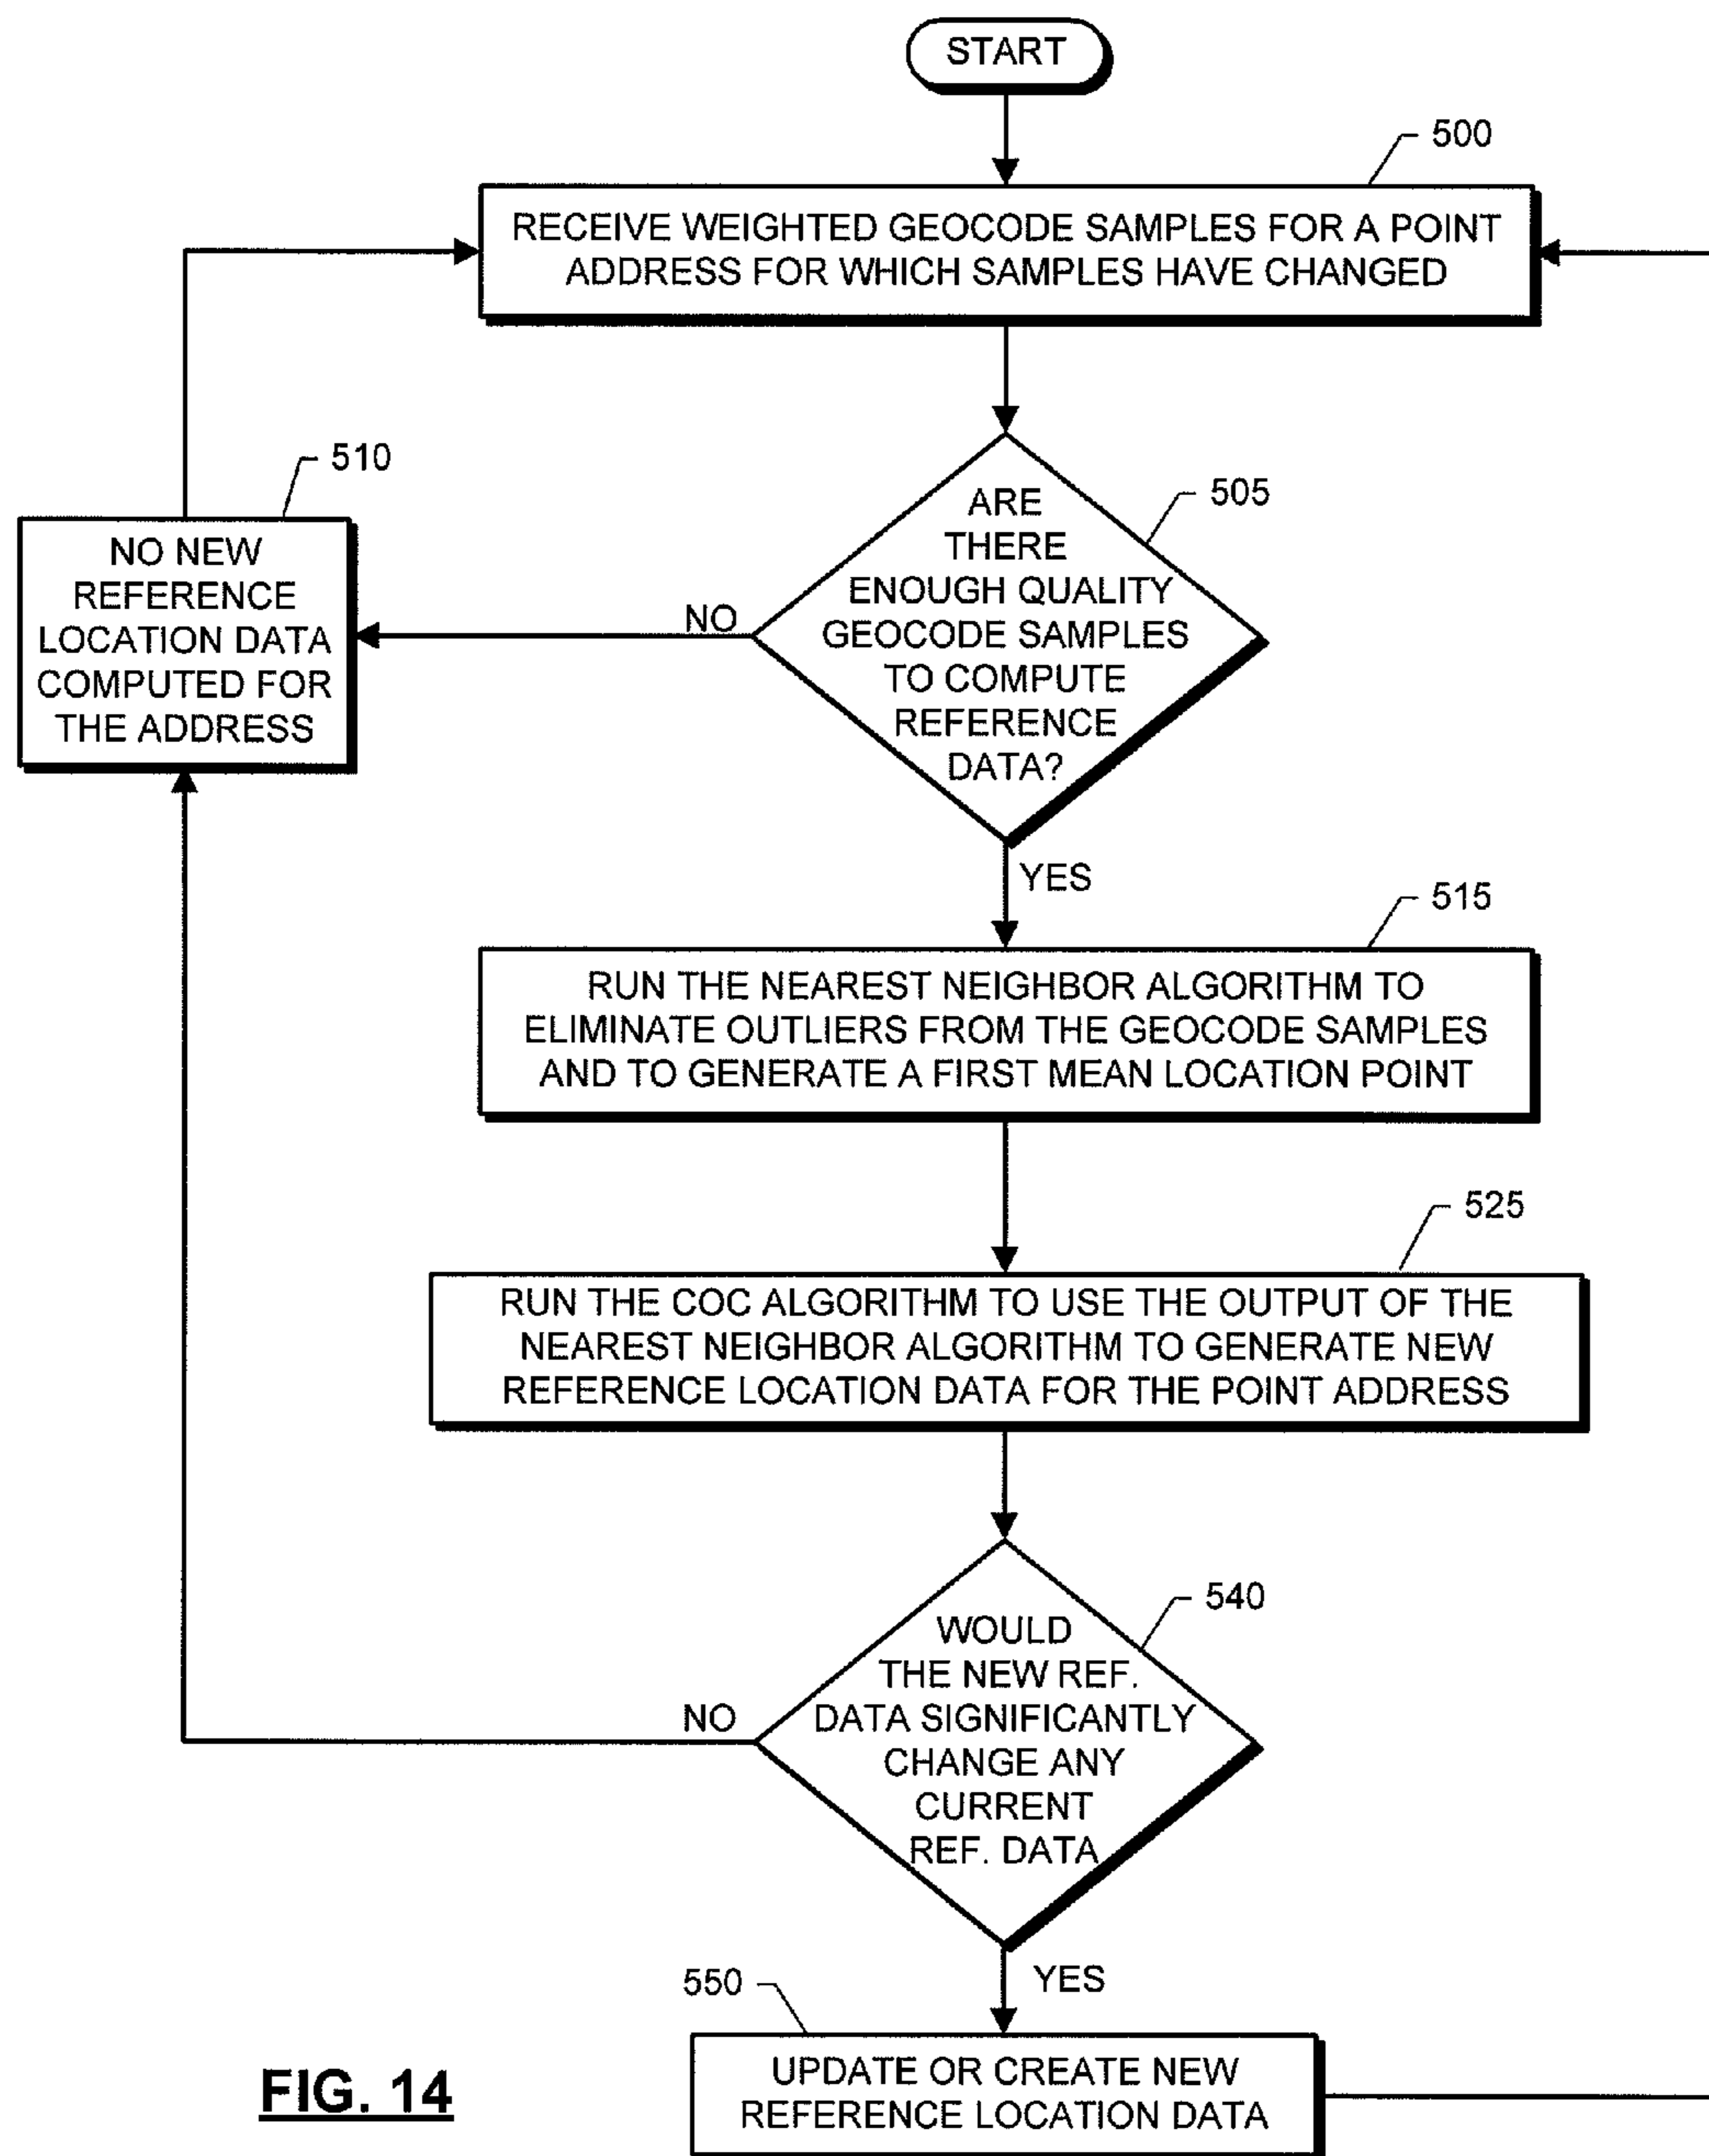 START
500
RECEIVE WEIGHTED GEOCODE SAMPLES FOR A POINT
ADDRESS FOR WHICH SAMPLES HAVE CHANGED
510
NO NEW
REFERENCE
LOCATION DATA
COMPUTED FOR
THE ADDRESS
505
ARE
THERE
ENOUGH QUALITY
GEOCODE SAMPLES
TO COMPUTE
REFERENCE
DATA?
NO
YES
515
RUN THE NEAREST NEIGHBOR ALGORITHM TO
ELIMINATE OUTLIERS FROM THE GEOCODE SAMPLES
AND TO GENERATE A FIRST MEAN LOCATION POINT
525
RUN THE COC ALGORITHM TO USE THE OUTPUT OF THE
NEAREST NEIGHBOR ALGORITHM TO GENERATE NEW
REFERENCE LOCATION DATA FOR THE POINT ADDRESS
540
WOULD
THE NEW REF.
DATA SIGNIFICANTLY
CHANGE ANY
CURRENT
REF. DATA
NO
YES
550
UPDATE OR CREATE NEW
REFERENCE LOCATION DATA
FIG. 14